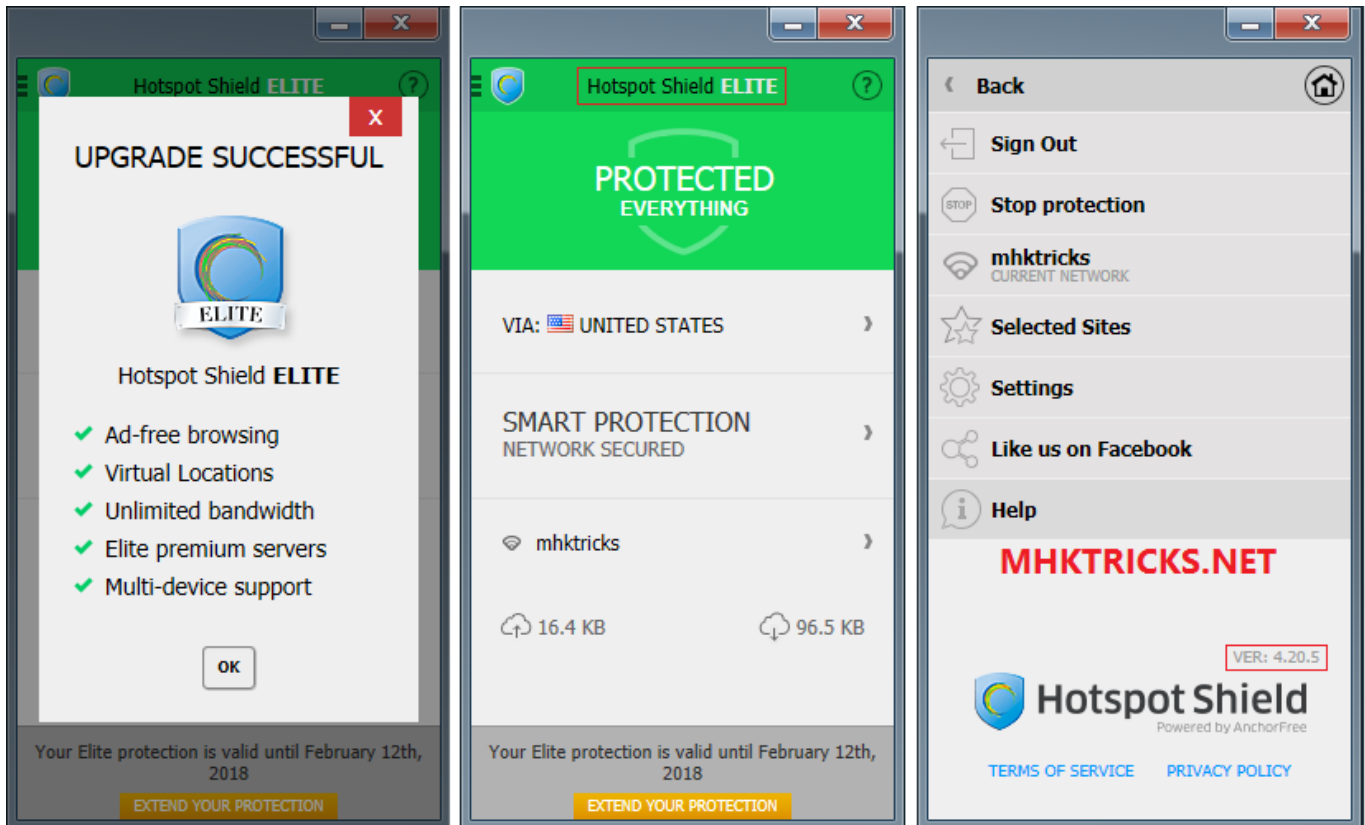 x
Hotspot Shield ELITE
?
X
UPGRADE SUCCESSFUL
ELITE
Hotspot Shield ELITE
Ad-free browsing
Virtual Locations
Unlimited bandwidth
Elite premium servers
Multi-device support
OK
Your Elite protection is valid until February 12th,
2018
EXTEND YOUR PROTECTION
x
Hotspot Shield ELITE
?
PROTECTED
EVERYTHING
VIA: UNITED STATES
SMART PROTECTION
NETWORK SECURED
mhktricks
16.4 KB 96.5 KB
Your Elite protection is valid until February 12th,
2018
EXTEND YOUR PROTECTION
x
Back
Sign Out
STOP Stop protection
mhktricks
CURRENT NETWORK
Selected Sites
Settings
Like us on Facebook
i Help
MHKTRICKS.NET
VER: 4.20.5
Hotspot Shield
Powered by AnchorFree
TERMS OF SERVICE PRIVACY POLICY